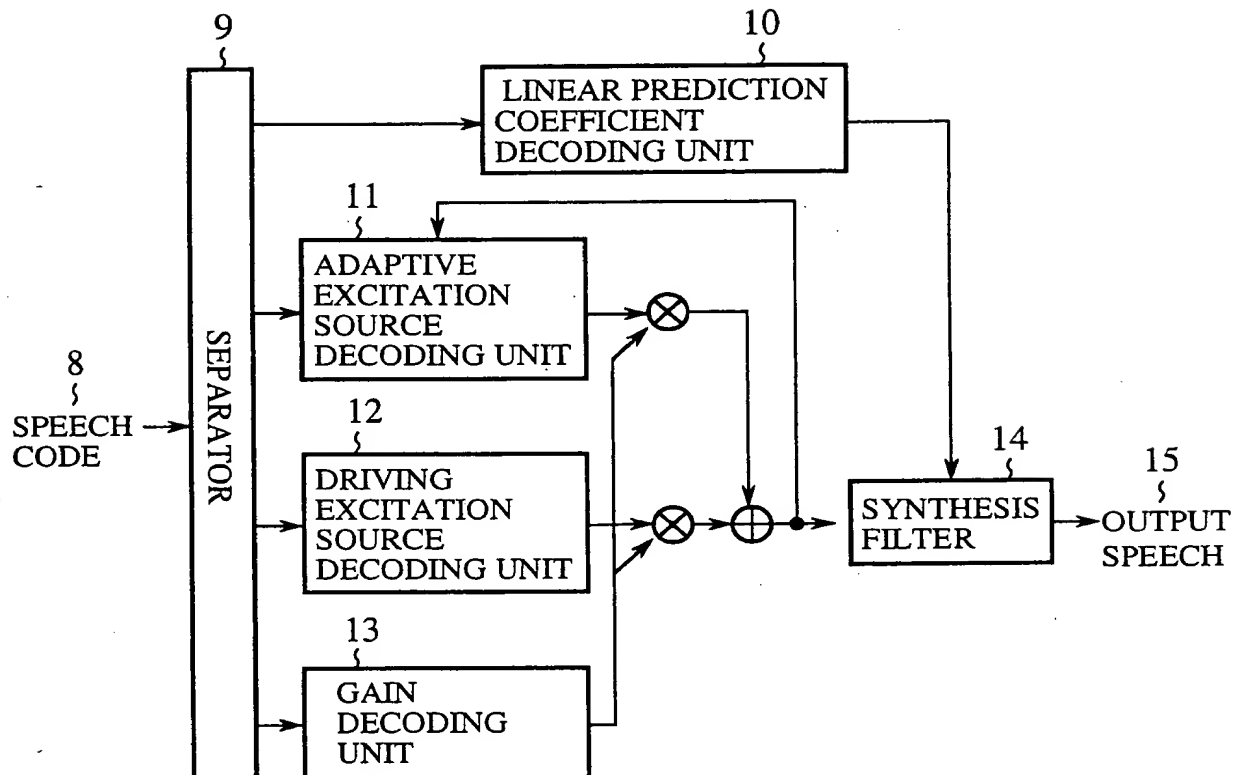 9
10
LINEAR PREDICTION
COEFFICIENT
DECODING UNIT
11
ADAPTIVE
EXCITATION
SOURCE
DECODING UNIT
SEPARATOR
8
SPEECH
CODE
12
DRIVING
EXCITATION
SOURCE
DECODING UNIT
14
SYNTHESIS
FILTER
15
OUTPUT
SPEECH
13
GAIN
DECODING
UNIT